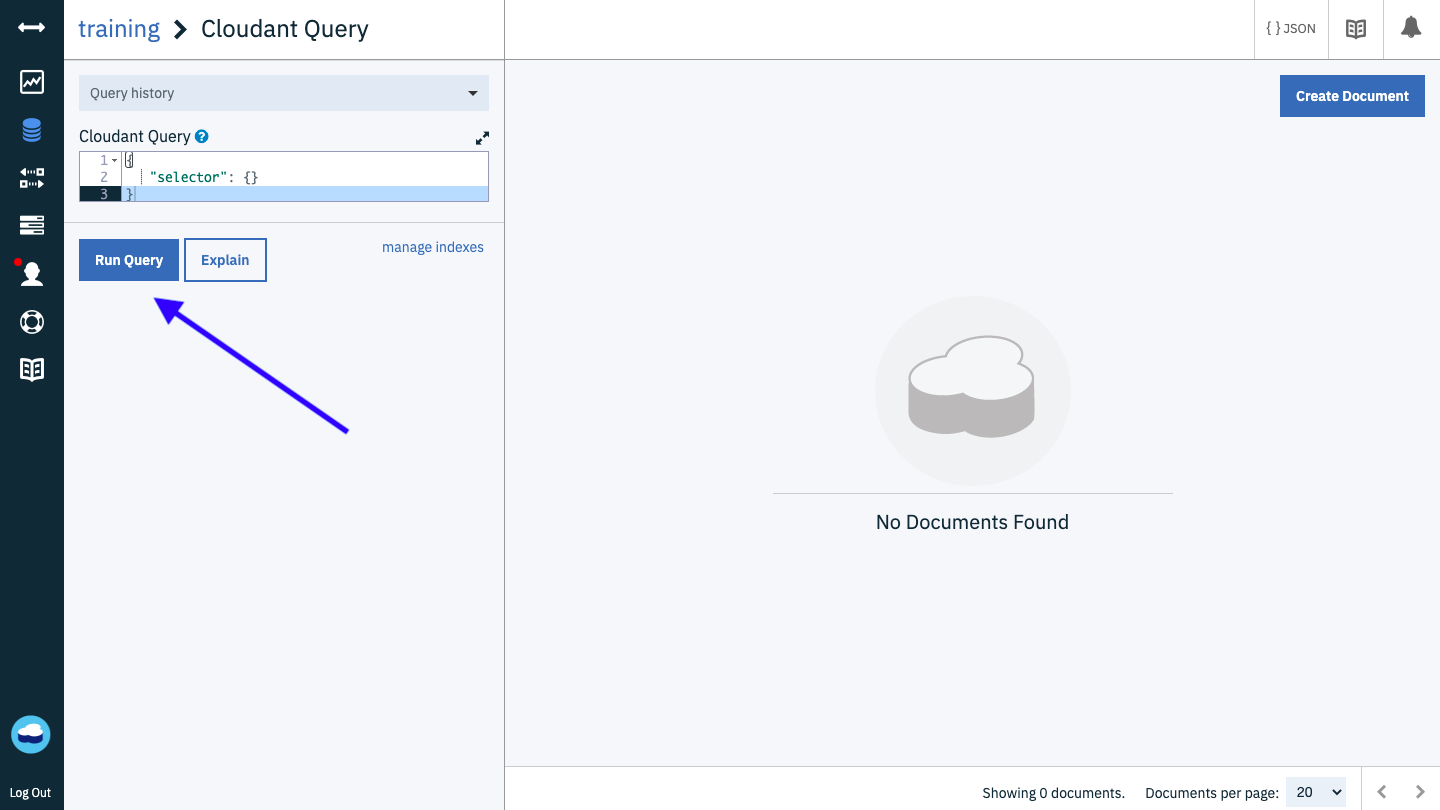 training Cloudant Query
{ } JSON
Query history
Create Document
Cloudant Query ?
1 {
2 "selector": {}
3 }
Run Query Explain manage indexes
No Documents Found
Showing 0 documents. Documents per page: 20
Log Out